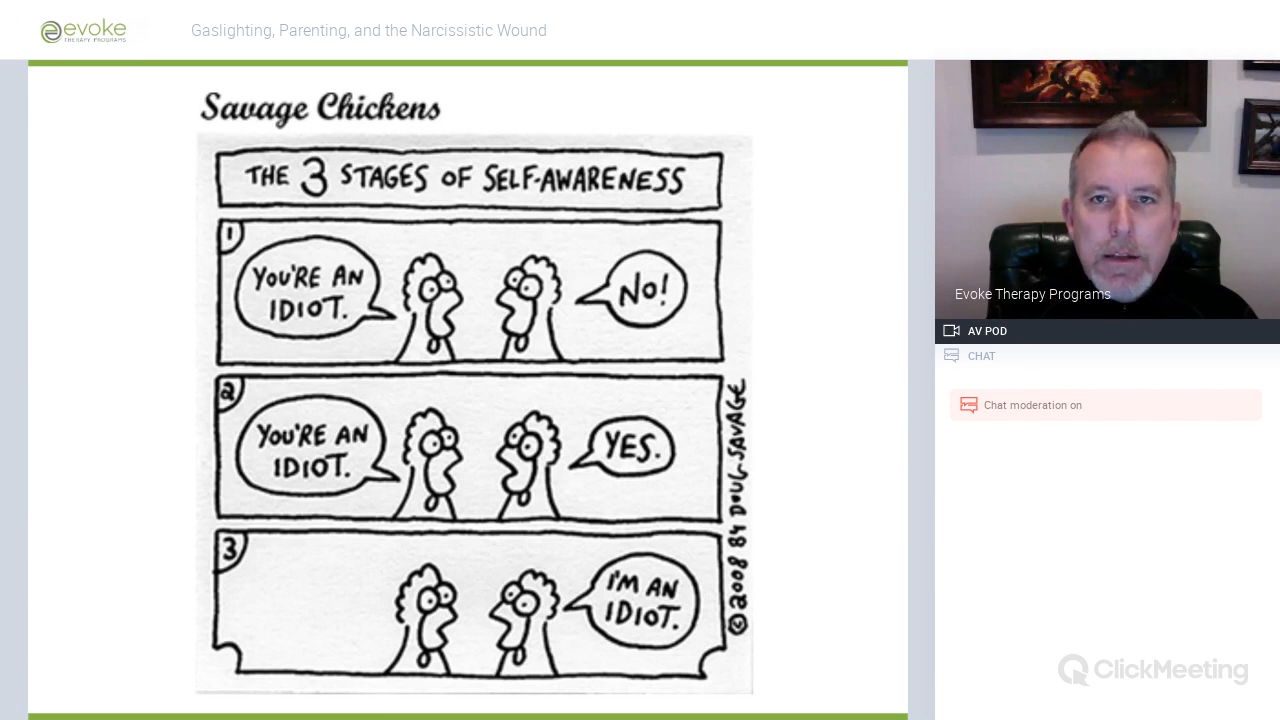 evoke
THERAPY PROGRAMS
Gaslighting, Parenting, and the Narcissistic Wound
Savage Chickens
THE 3 STAGES OF SELF-AWARENESS
1
YOU'RE AN
IDIOT.
NO!
2
YOU'RE AN
IDIOT.
YES.
3
I'M AN
IDIOT.
©2008 BY DOUG SAVAGE
Evoke Therapy Programs
AV POD
CHAT
Chat moderation on
ClickMeeting